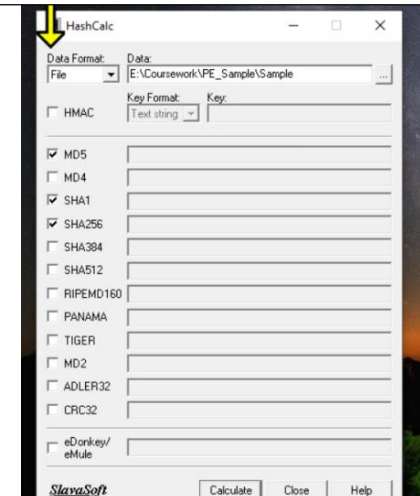 HashCalc
Data Format: Data:
File E:\Coursework\PE_Sample\Sample ...
Key Format: Key:
HMAC Text string
MD5
MD4
SHA1
SHA256
SHA384
SHA512
RIPEMD160
PANAMA
TIGER
MD2
ADLER32
CRC32
eDonkey/
eMule
SlavaSoft Calculate Close Help